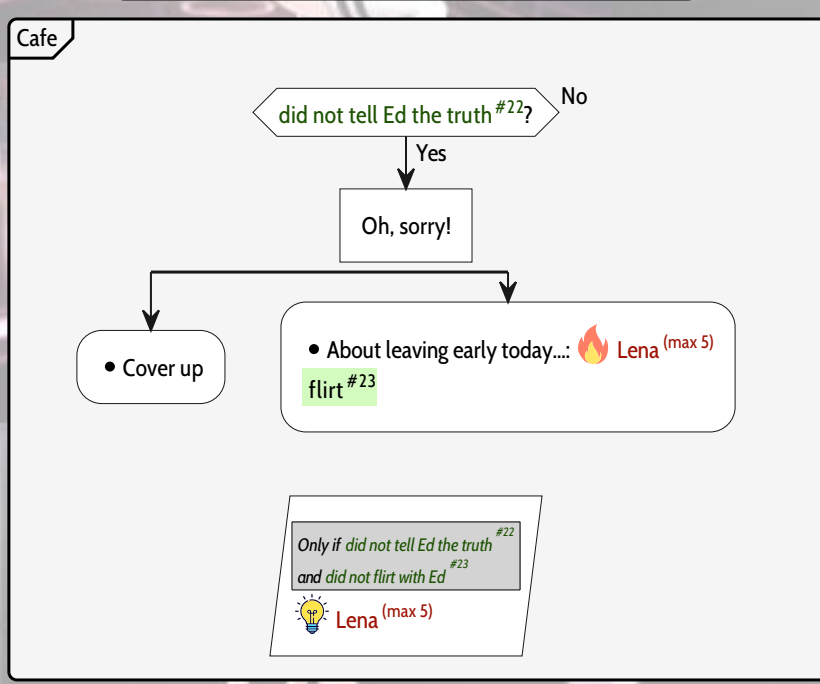 Cafe
did not tell Ed the truth #22?
No
Yes
Oh, sorry!
• Cover up
• About leaving early today...: Lena (max 5)
flirt #23
Only if did not tell Ed the truth #22
and did not flirt with Ed #23
Lena (max 5)